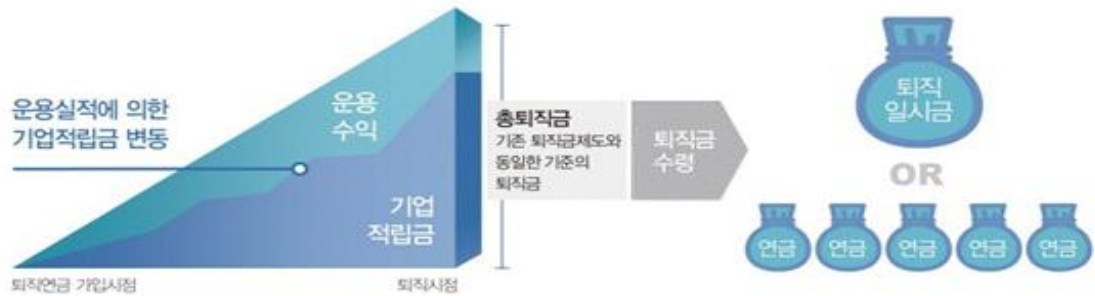 운용실적에 의한
기업적립금 변동
운용
수익
기업
적립금
퇴직연금 가입시점
퇴직시점
총퇴직금
기존 퇴직금제도와
동일한 기준의
퇴직금
퇴직금
수령
퇴직
일시금
OR
연금 연금 연금 연금 연금